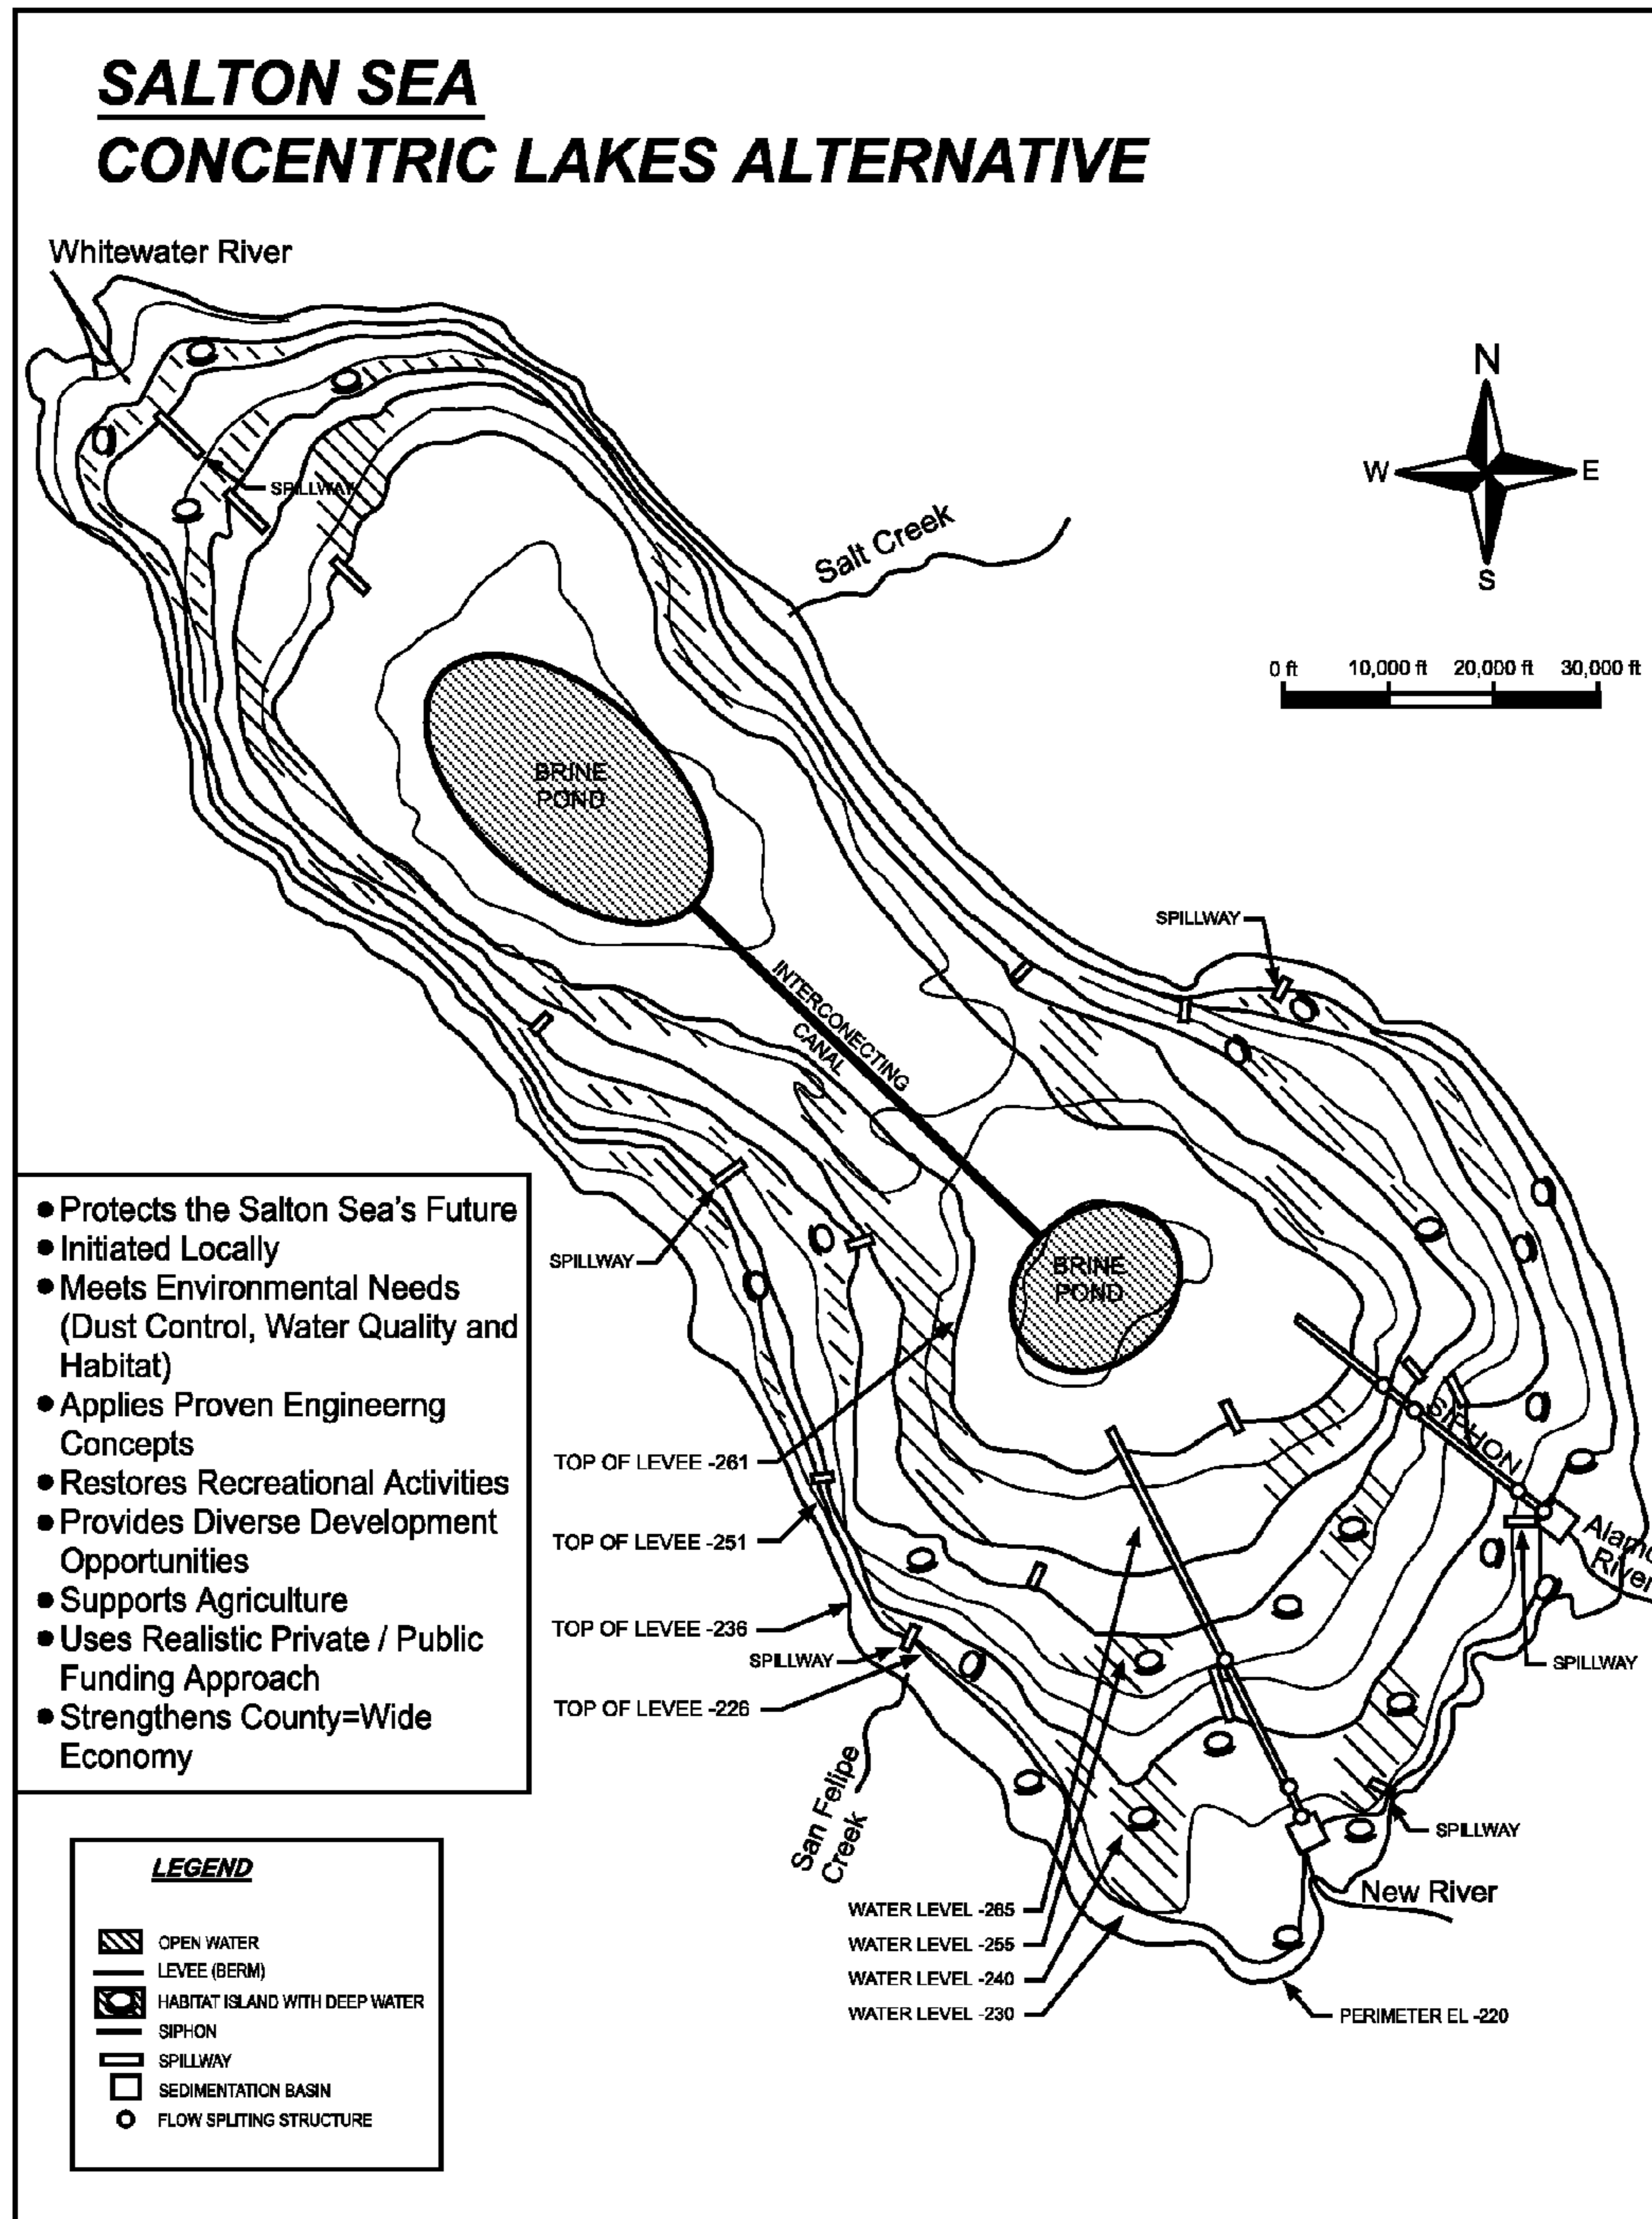 SALTON SEA
CONCENTRIC LAKES ALTERNATIVE
Whitewater River
SPILLWAY
Salt Creek
N
W
E
S
0 ft
10,000 ft
20,000 ft
30,000 ft
BRINE
POND
SPILLWAY
INTERCONECTING
CANAL
BRINE
POND
SPILLWAY
SIPHON
TOP OF LEVEE -261
TOP OF LEVEE -251
TOP OF LEVEE -236
SPILLWAY
TOP OF LEVEE -226
San Felipe
Creek
River
SPILLWAY
SPILLWAY
New River
WATER LEVEL -265
WATER LEVEL -255
WATER LEVEL -240
WATER LEVEL -230
PERIMETER EL -220
● Protects the Salton Sea's Future
● Initiated Locally
● Meets Environmental Needs
(Dust Control, Water Quality and
Habitat)
● Applies Proven Engineerng
Concepts
● Restores Recreational Activities
● Provides Diverse Development
Opportunities
● Supports Agriculture
● Uses Realistic Private / Public
Funding Approach
● Strengthens County=Wide
Economy
LEGEND
OPEN WATER
LEVEE (BERM)
HABITAT ISLAND WITH DEEP WATER
SIPHON
SPILLWAY
SEDIMENTATION BASIN
FLOW SPLITING STRUCTURE